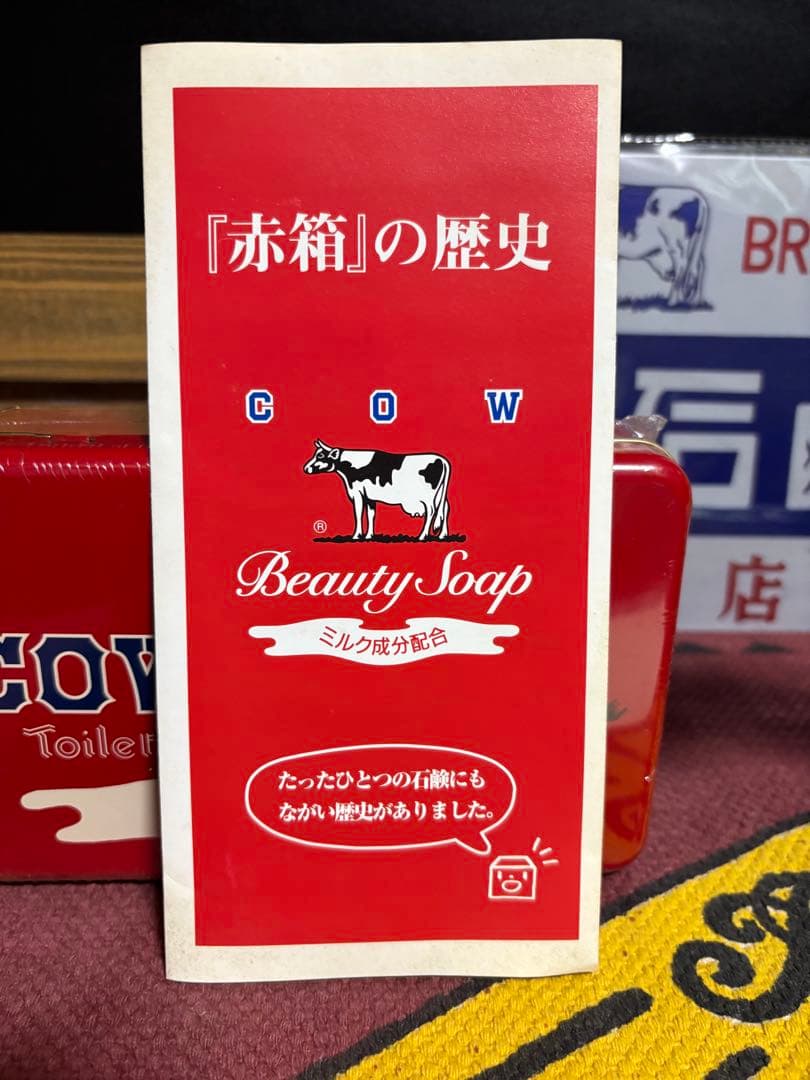 『赤箱』の歴史
COW
®
Beauty Soap
ミルク成分配合
たったひとつの石鹸にも
ながい歴史がありました。
COW
Toilet
BR
石
店